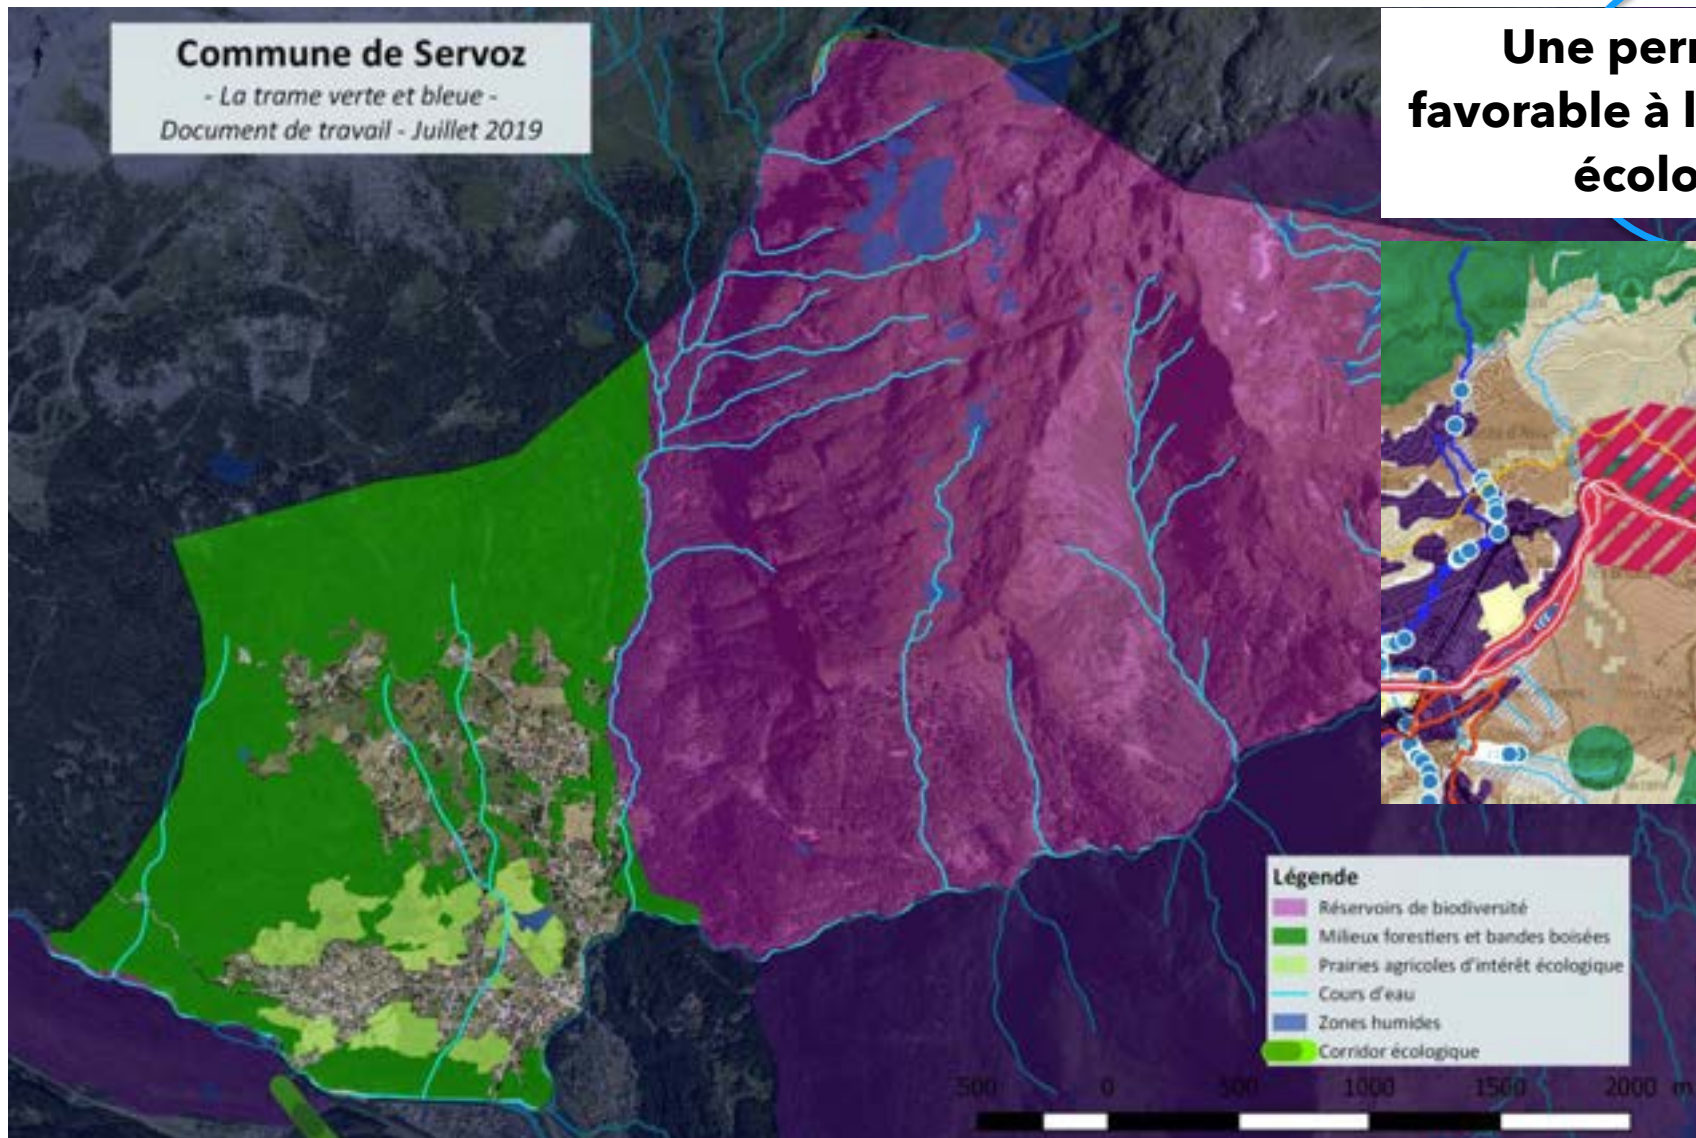 Commune de Servoz
- La trame verte et bleue -
Document de travail - Juillet 2019
Une perm
favorable à l
écolo
Légende
Réservoirs de biodiversité
Milieux forestiers et bandes boisées
Prairies agricoles d'intérêt écologique
Cours d'eau
Zones humides
Corridor écologique
500 0 500 1000 1500 2000 m